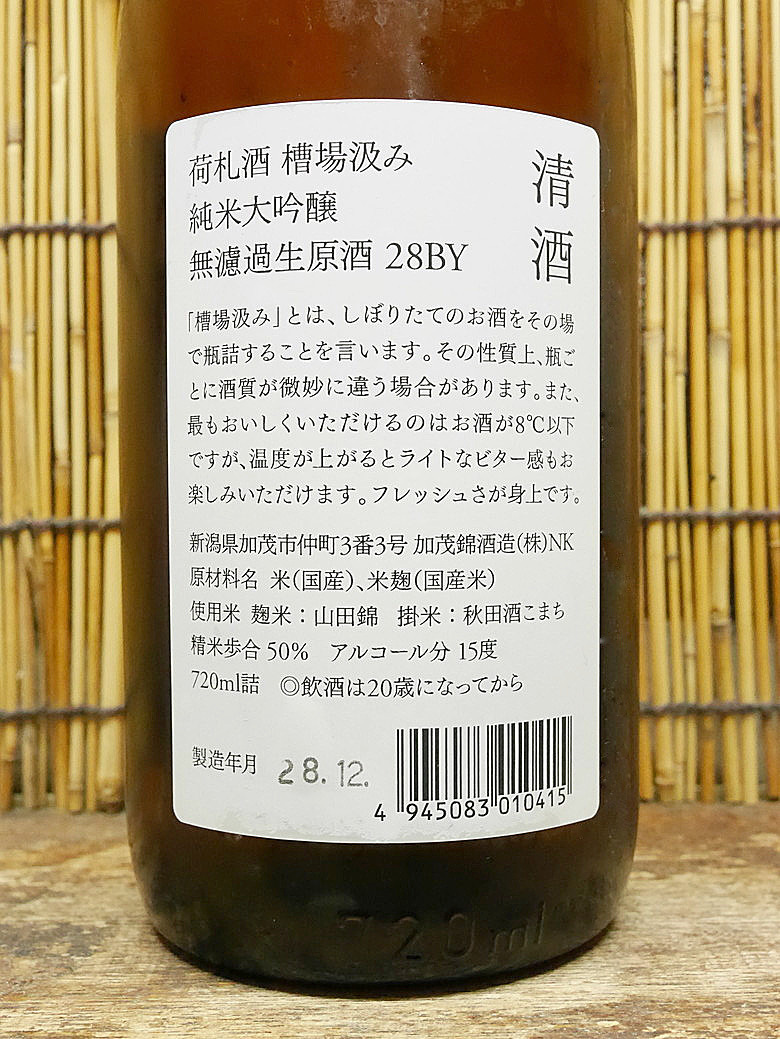 清酒
荷札酒 槽場汲み
純米大吟醸
無濾過生原酒 28BY
「槽場汲み」とは、しぼりたてのお酒をその場
で瓶詰することを言います。その性質上、瓶ご
とに酒質が微妙に違う場合があります。また、
最もおいしくいただけるのはお酒が8℃以下
ですが、温度が上がるとライトなビター感もお
楽しみいただけます。フレッシュさが身上です。
新潟県加茂市仲町3番3号 加茂錦酒造(株)NK
原材料名 米(国産)、米麹(国産米)
使用米 麹米：山田錦 掛米：秋田酒こまち
精米歩合 50% アルコール分 15度
720ml詰 ◎飲酒は20歳になってから
製造年月 28.12.
4 945083 010415
720ml